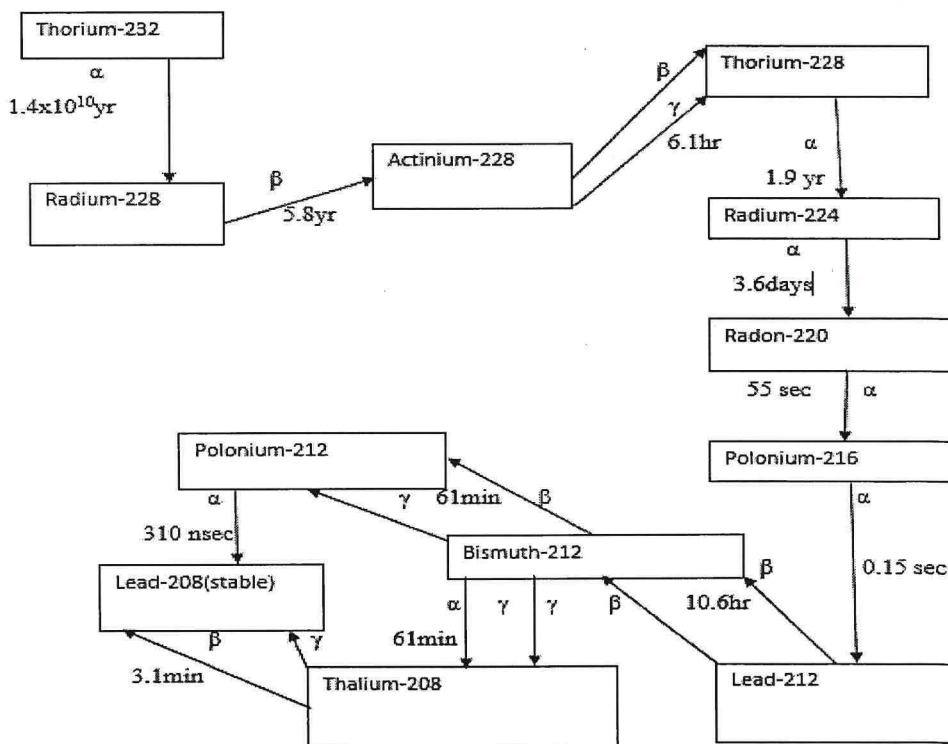 Thorium-232
α
1.4x10¹⁰yr
Radium-228
β
5.8yr
Actinium-228
β
γ
6.1hr
Thorium-228
α
1.9 yr
Radium-224
α
3.6days
Radon-220
55 sec
α
Polonium-216
α
0.15 sec
Lead-212
β
10.6hr
β
Bismuth-212
β
61min
γ
Polonium-212
α
310 nsec
Lead-208(stable)
α
γ
γ
61min
Thalium-208
β
γ
3.1min